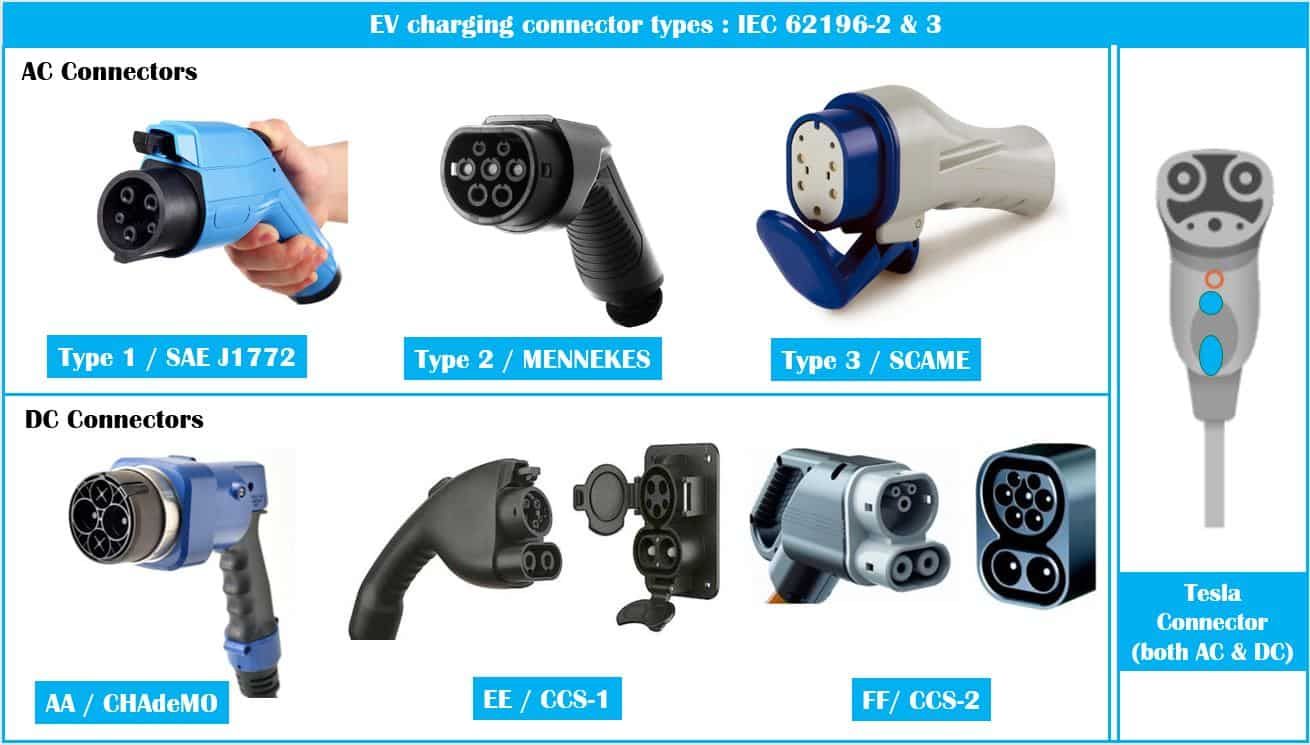 EV charging connector types : IEC 62196-2 & 3
AC Connectors
Type 1 / SAE J1772
Type 2 / MENNEKES
Type 3 / SCAME
DC Connectors
AA / CHAdeMO
EE / CCS-1
FF/ CCS-2
Tesla
Connector
(both AC & DC)